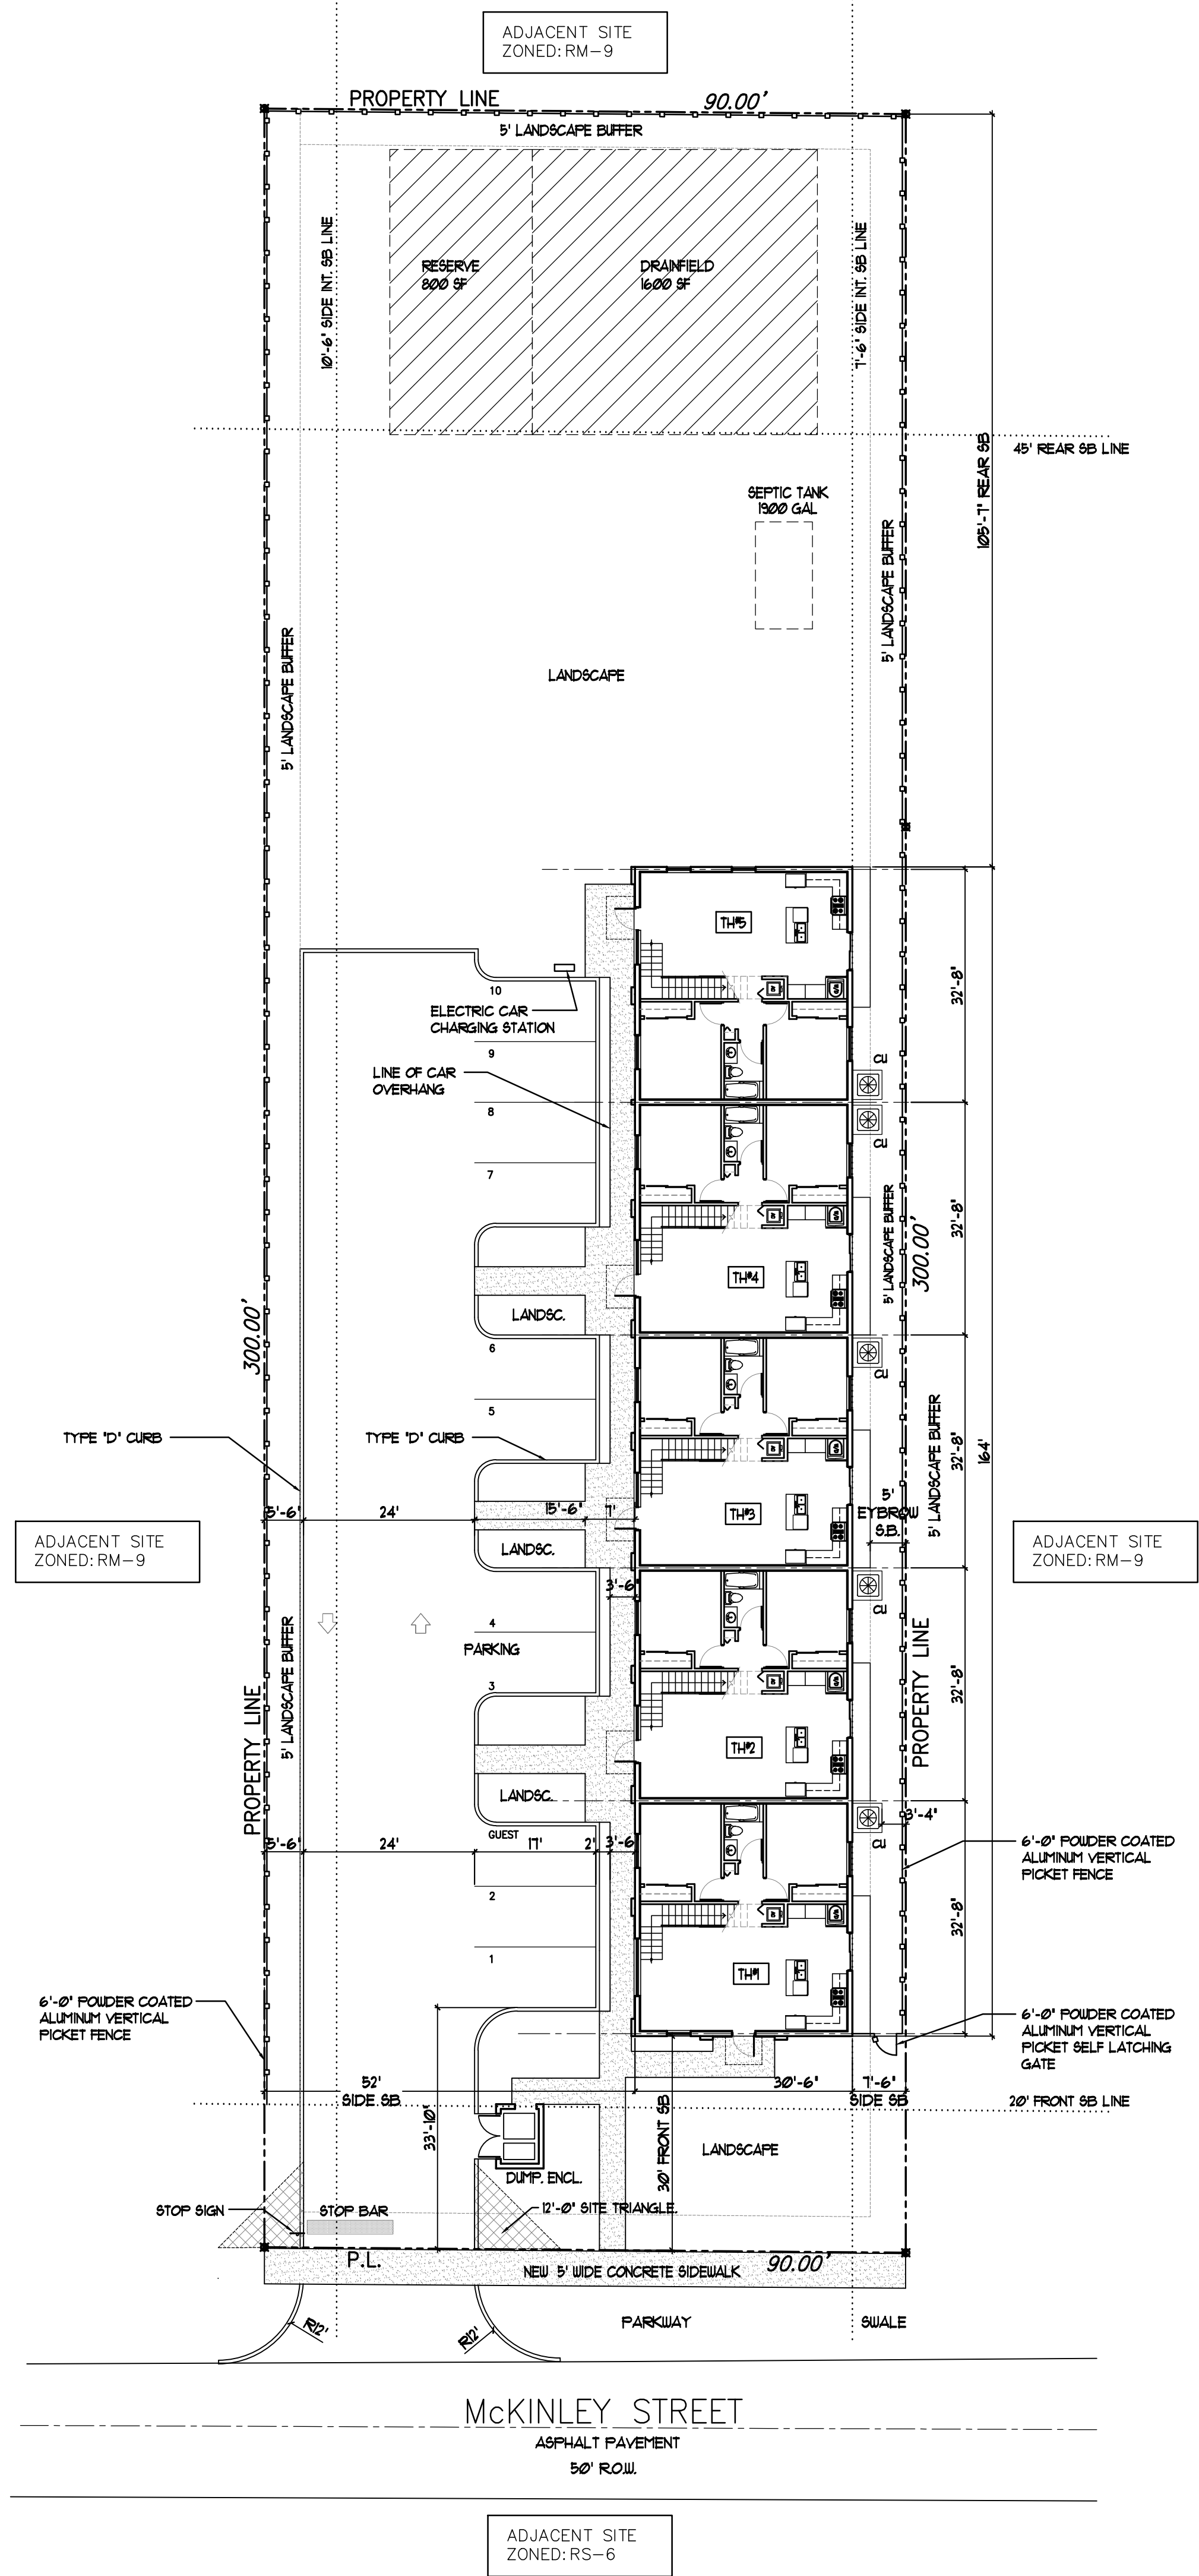 ADJACENT SITE
ZONED: RM-9
PROPERTY LINE
90.00'
5' LANDSCAPE BUFFER
10'-6" SIDE INT. SB LINE
7'-6" SIDE INT. SB LINE
RESERVE
800 SF
DRAINFIELD
1600 SF
45' REAR SB LINE
105'-7" REAR SB
SEPTIC TANK
1900 GAL
5' LANDSCAPE BUFFER
5' LANDSCAPE BUFFER
LANDSCAPE
TH#5
32'-8"
10
ELECTRIC CAR
CHARGING STATION
9
LINE OF CAR
OVERHANG
CU
8
CU
7
5' LANDSCAPE BUFFER
300.00'
32'-8"
TH#4
LANDSC.
300.00'
6
CU
5
TYPE "D" CURB
TYPE "D" CURB
5' LANDSCAPE BUFFER
32'-8"
164'
5'-6"
24'
15'-6"
7'
TH#3
5'
EYBROW
S.B.
ADJACENT SITE
ZONED: RM-9
ADJACENT SITE
ZONED: RM-9
LANDSC.
3'-6"
CU
4
PARKING
3
5' LANDSCAPE BUFFER
PROPERTY LINE
PROPERTY LINE
32'-8"
TH#2
LANDSC.
3'-4"
GUEST
5'-6"
24'
17'
2'
3'-6"
CU
6'-0" POWDER COATED
ALUMINUM VERTICAL
PICKET FENCE
2
32'-8"
1
TH#1
6'-0" POWDER COATED
ALUMINUM VERTICAL
PICKET FENCE
6'-0" POWDER COATED
ALUMINUM VERTICAL
PICKET SELF LATCHING
GATE
52'
SIDE SB
30'-6"
7'-6"
SIDE SB
20' FRONT SB LINE
33'-10"
30' FRONT SB
LANDSCAPE
DUMP. ENCL.
STOP SIGN
STOP BAR
12'-0" SITE TRIANGLE.
P.L.
90.00'
NEW 5' WIDE CONCRETE SIDEWALK
R12'
R12'
PARKWAY
SWALE
McKINLEY STREET
ASPHALT PAVEMENT
50' R.O.W.
ADJACENT SITE
ZONED: RS-6